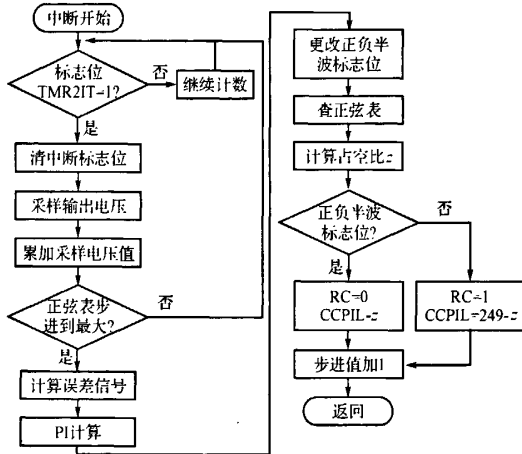 中断开始
标志位
TMR2IT=1?
否
继续计数
是
清中断标志位
采样输出电压
累加采样电压值
正弦表步
进到最大?
否
是
计算误差信号
PI计算
更改正负半
波标志位
查正弦表
计算占空比z
正负半波
标志位?
否
是
RC=0
CCPIL-z
RC=1
CCPIL=249-z
步进值加1
返回